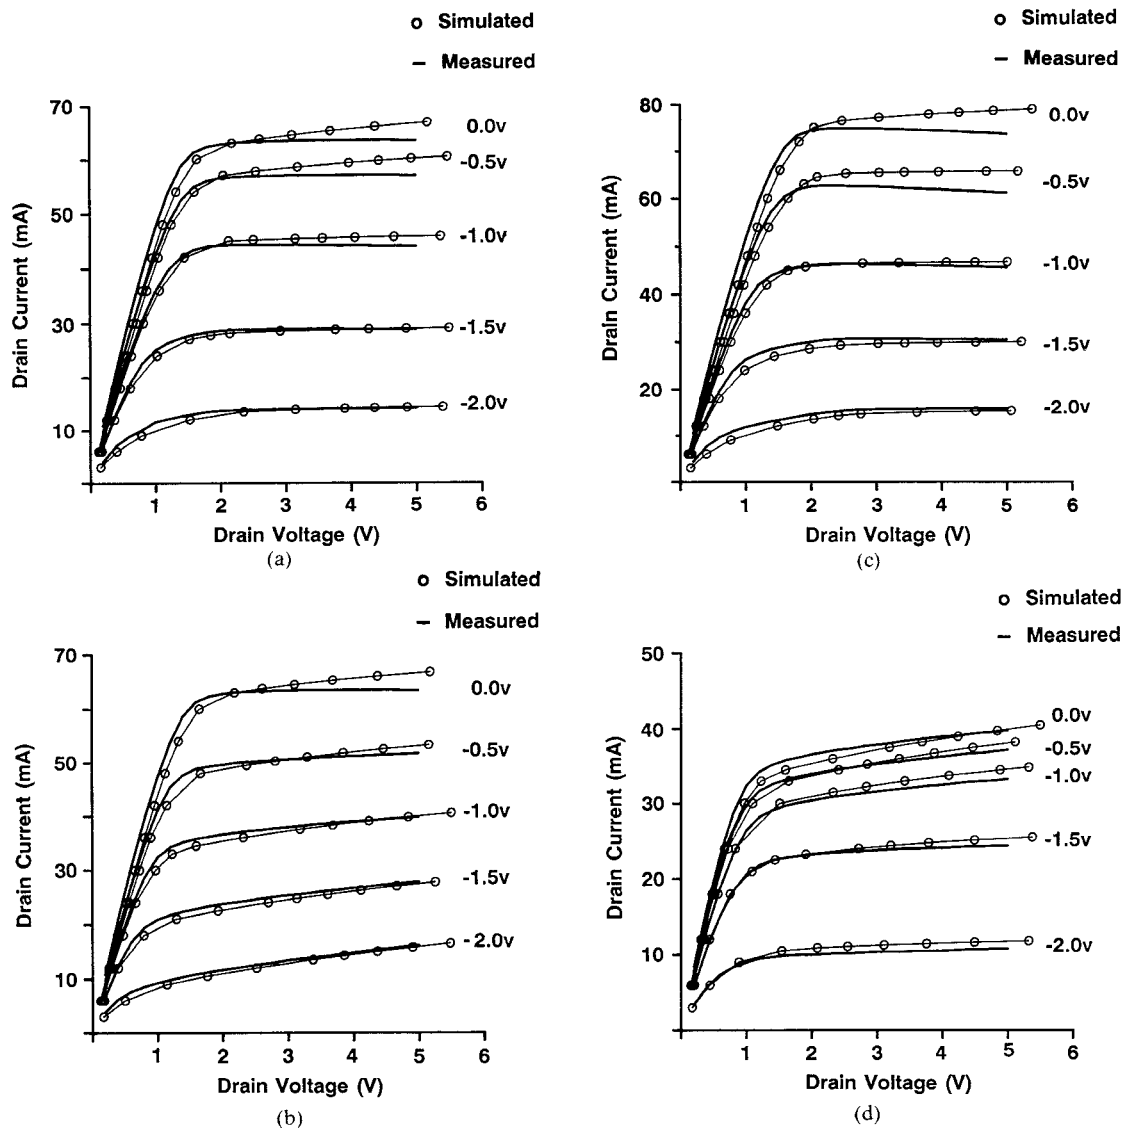 Simulated
Measured
70
50
30
10
Drain Current (mA)
0.0v
-0.5v
-1.0v
-1.5v
-2.0v
1 2 3 4 5 6
Drain Voltage (V)
(a)
Simulated
Measured
80
60
40
20
Drain Current (mA)
0.0v
-0.5v
-1.0v
-1.5v
-2.0v
1 2 3 4 5 6
Drain Voltage (V)
(c)
Simulated
Measured
70
50
30
10
Drain Current (mA)
0.0v
-0.5v
-1.0v
-1.5v
-2.0v
1 2 3 4 5 6
Drain Voltage (V)
(b)
Simulated
Measured
50
40
30
20
10
Drain Current (mA)
0.0v
-0.5v
-1.0v
-1.5v
-2.0v
1 2 3 4 5 6
Drain Voltage (V)
(d)